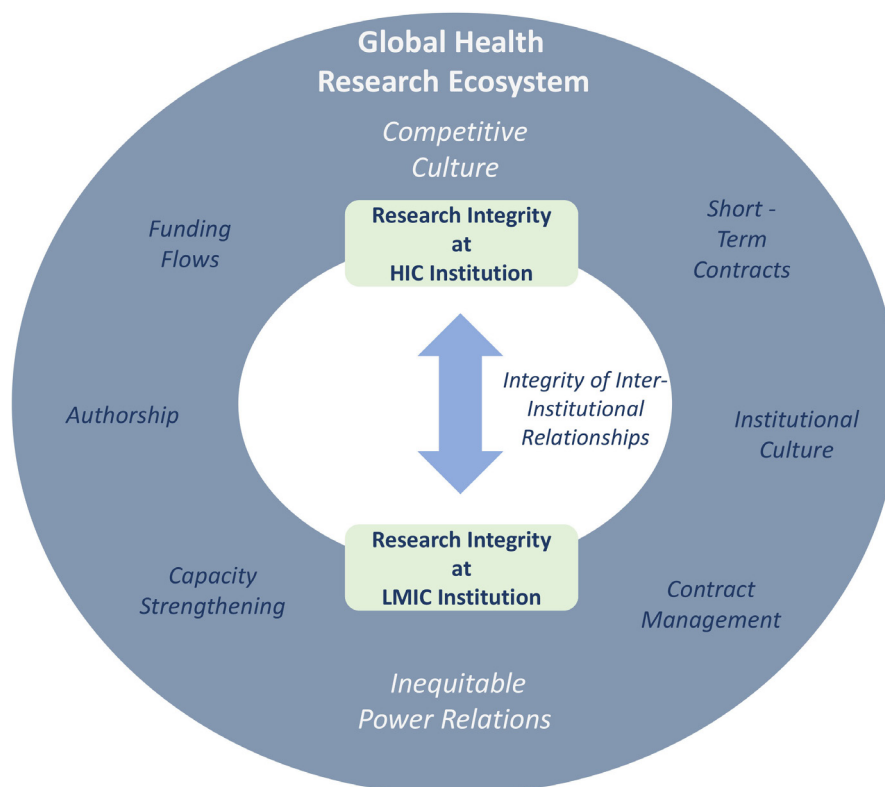 Global Health
Research Ecosystem
Competitive
Culture
Research Integrity
at
HIC Institution
Funding
Flows
Short -
Term
Contracts
Integrity of Inter-
Institutional
Relationships
Authorship
Institutional
Culture
Research Integrity
at
LMIC Institution
Capacity
Strengthening
Contract
Management
Inequitable
Power Relations